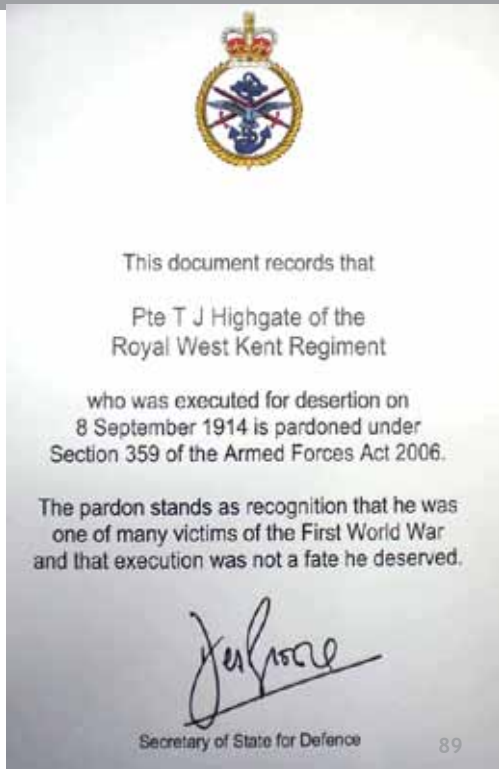 This document records that
Pte T J Highgate of the
Royal West Kent Regiment
who was executed for desertion on
8 September 1914 is pardoned under
Section 359 of the Armed Forces Act 2006.
The pardon stands as recognition that he was
one of many victims of the First World War
and that execution was not a fate he deserved.
Des Browne
Secretary of State for Defence
89